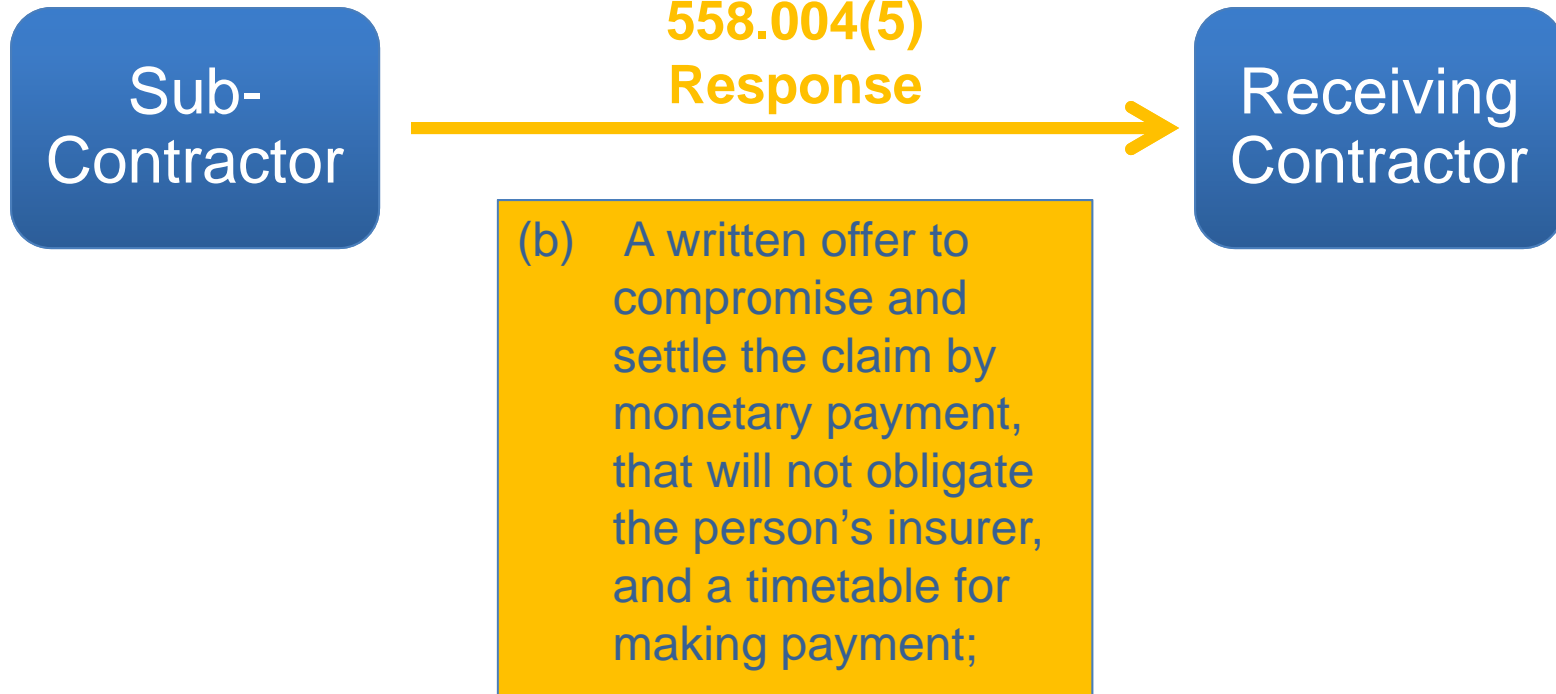 Sub-
Contractor
558.004(5)
Response
Receiving
Contractor
(b) A written offer to
compromise and
settle the claim by
monetary payment,
that will not obligate
the person's insurer,
and a timetable for
making payment;